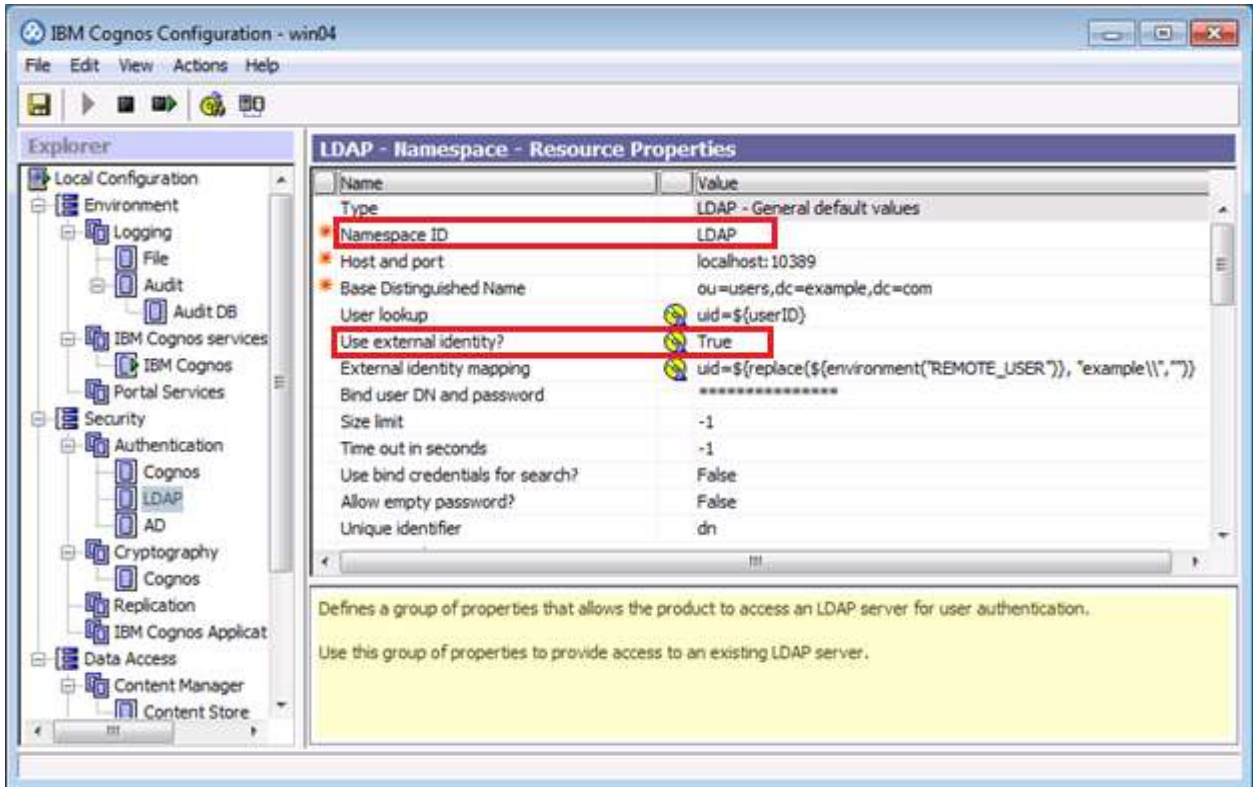 IBM Cognos Configuration - win04
File Edit View Actions Help
Explorer
Local Configuration
Environment
Logging
File
Audit
Audit DB
IBM Cognos services
IBM Cognos
Portal Services
Security
Authentication
Cognos
LDAP
AD
Cryptography
Cognos
Replication
IBM Cognos Applicat
Data Access
Content Manager
Content Store
LDAP - Namespace - Resource Properties
Name Value
Type LDAP - General default values
* Namespace ID LDAP
* Host and port localhost:10389
* Base Distinguished Name ou=users,dc=example,dc=com
User lookup uid=${userID}
Use external identity? True
External identity mapping uid=${replace(${environment("REMOTE_USER")}, "example\\","")}
Bind user DN and password ****************
Size limit -1
Time out in seconds -1
Use bind credentials for search? False
Allow empty password? False
Unique identifier dn
Defines a group of properties that allows the product to access an LDAP server for user authentication.
Use this group of properties to provide access to an existing LDAP server.